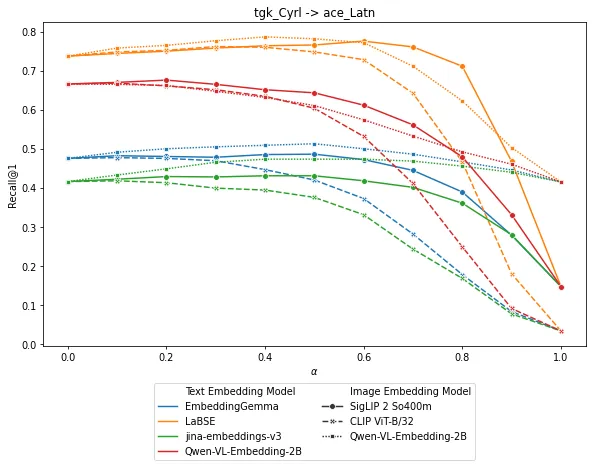 tgk_Cyrl -> ace_Latn
Recall@1
0.8
0.7
0.6
0.5
0.4
0.3
0.2
0.1
0.0
0.0 0.2 0.4 0.6 0.8 1.0
α
Text Embedding Model Image Embedding Model
EmbeddingGemma SigLIP 2 So400m
LaBSE CLIP ViT-B/32
jina-embeddings-v3 Qwen-VL-Embedding-2B
Qwen-VL-Embedding-2B